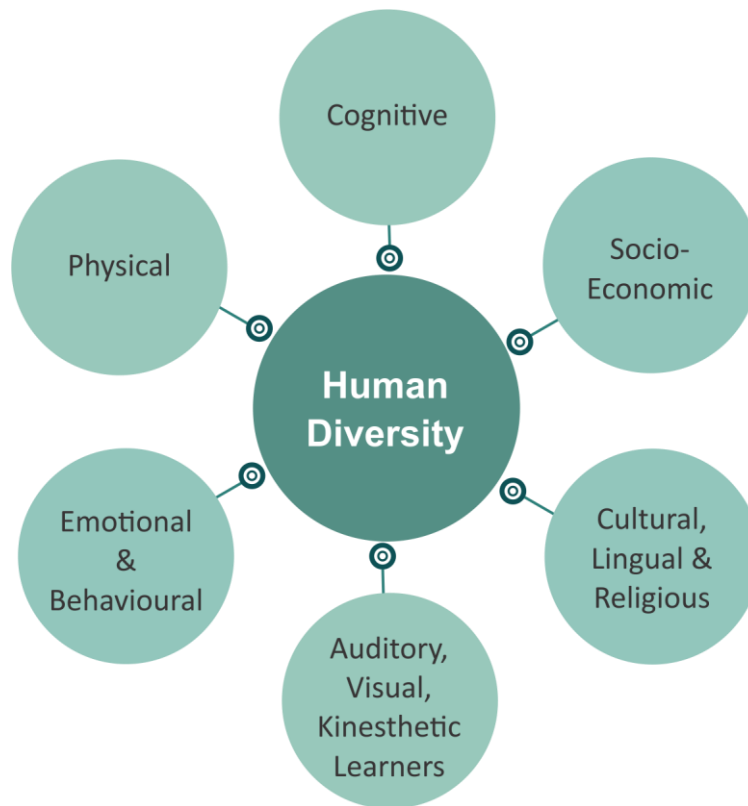 Cognitive
Physical
Socio-
Economic
Human
Diversity
Emotional
&
Behavioural
Cultural,
Lingual &
Religious
Auditory,
Visual,
Kinesthetic
Learners